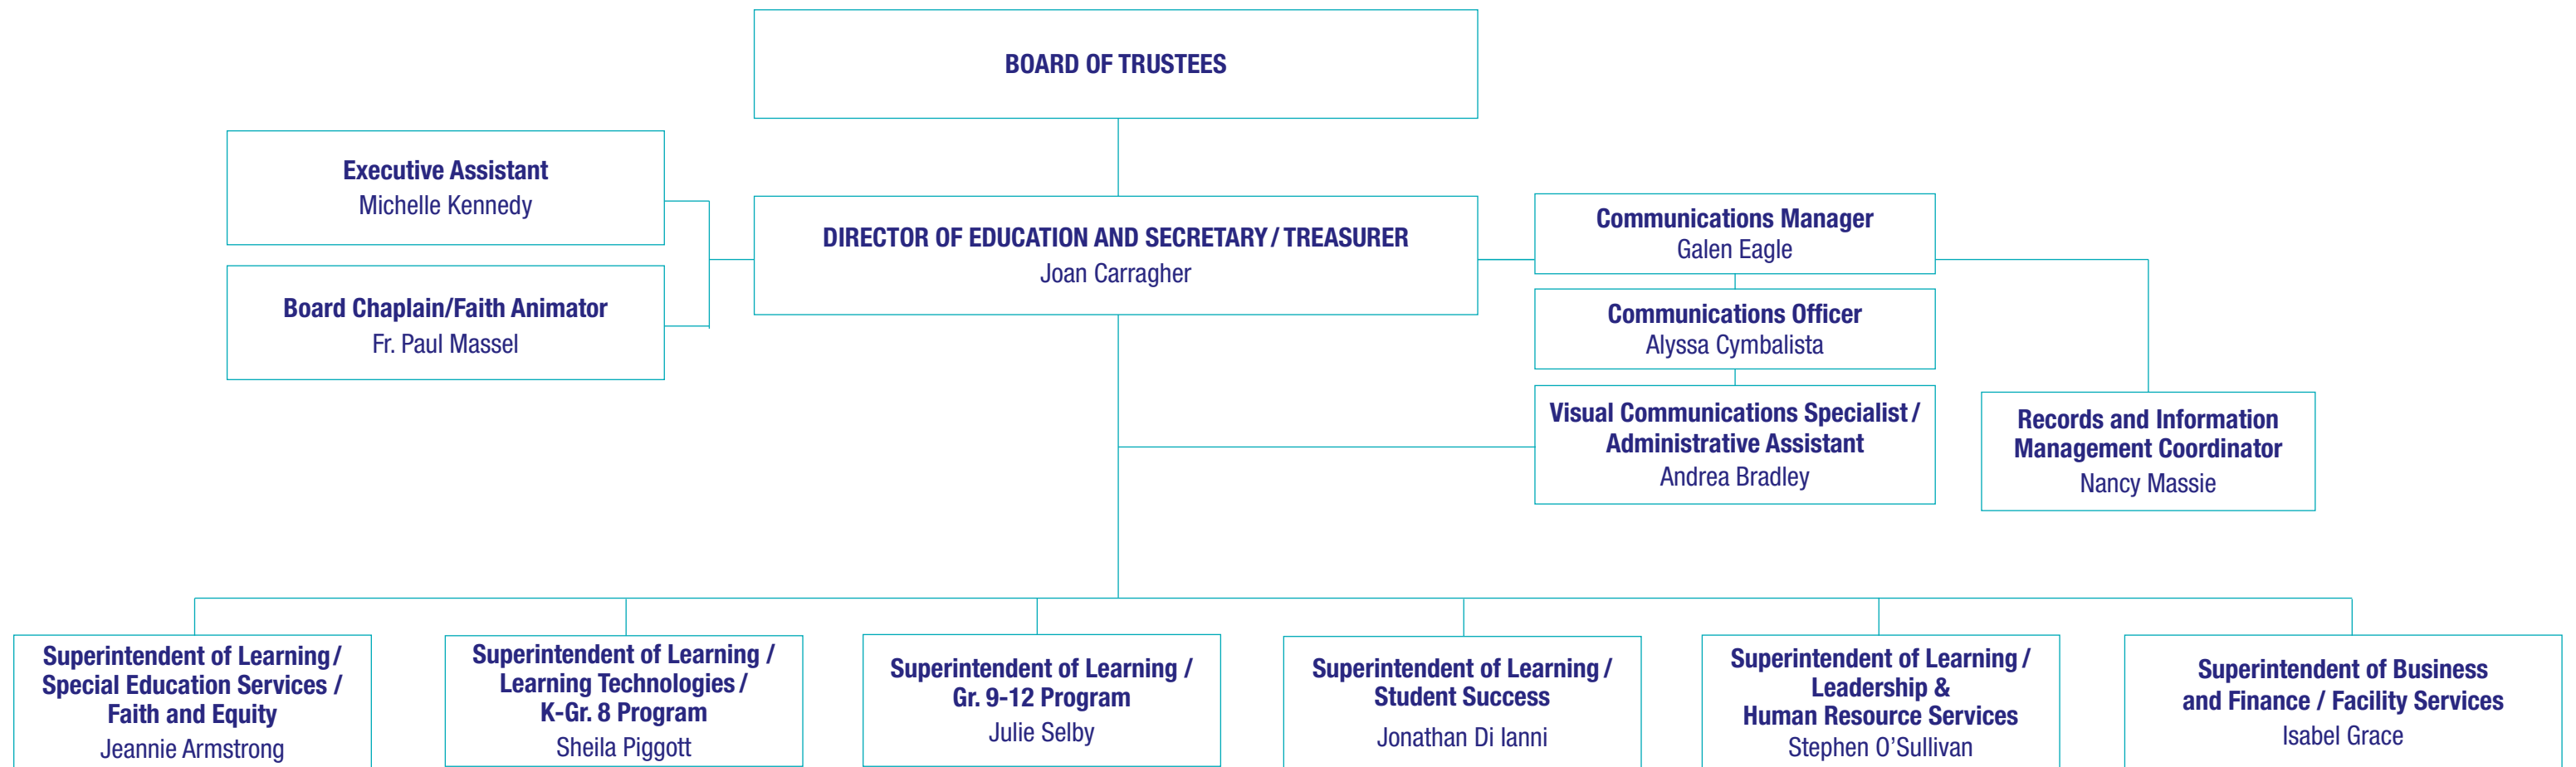 BOARD OF TRUSTEES
Executive Assistant
Michelle Kennedy
Board Chaplain/Faith Animator
Fr. Paul Massel
DIRECTOR OF EDUCATION AND SECRETARY / TREASURER
Joan Carragher
Communications Manager
Galen Eagle
Communications Officer
Alyssa Cymbalista
Visual Communications Specialist /
Administrative Assistant
Andrea Bradley
Records and Information
Management Coordinator
Nancy Massie
Superintendent of Learning /
Special Education Services /
Faith and Equity
Jeannie Armstrong
Superintendent of Learning /
Learning Technologies /
K-Gr. 8 Program
Sheila Piggott
Superintendent of Learning /
Gr. 9-12 Program
Julie Selby
Superintendent of Learning /
Student Success
Jonathan Di Ianni
Superintendent of Learning /
Leadership &
Human Resource Services
Stephen O’Sullivan
Superintendent of Business
and Finance / Facility Services
Isabel Grace